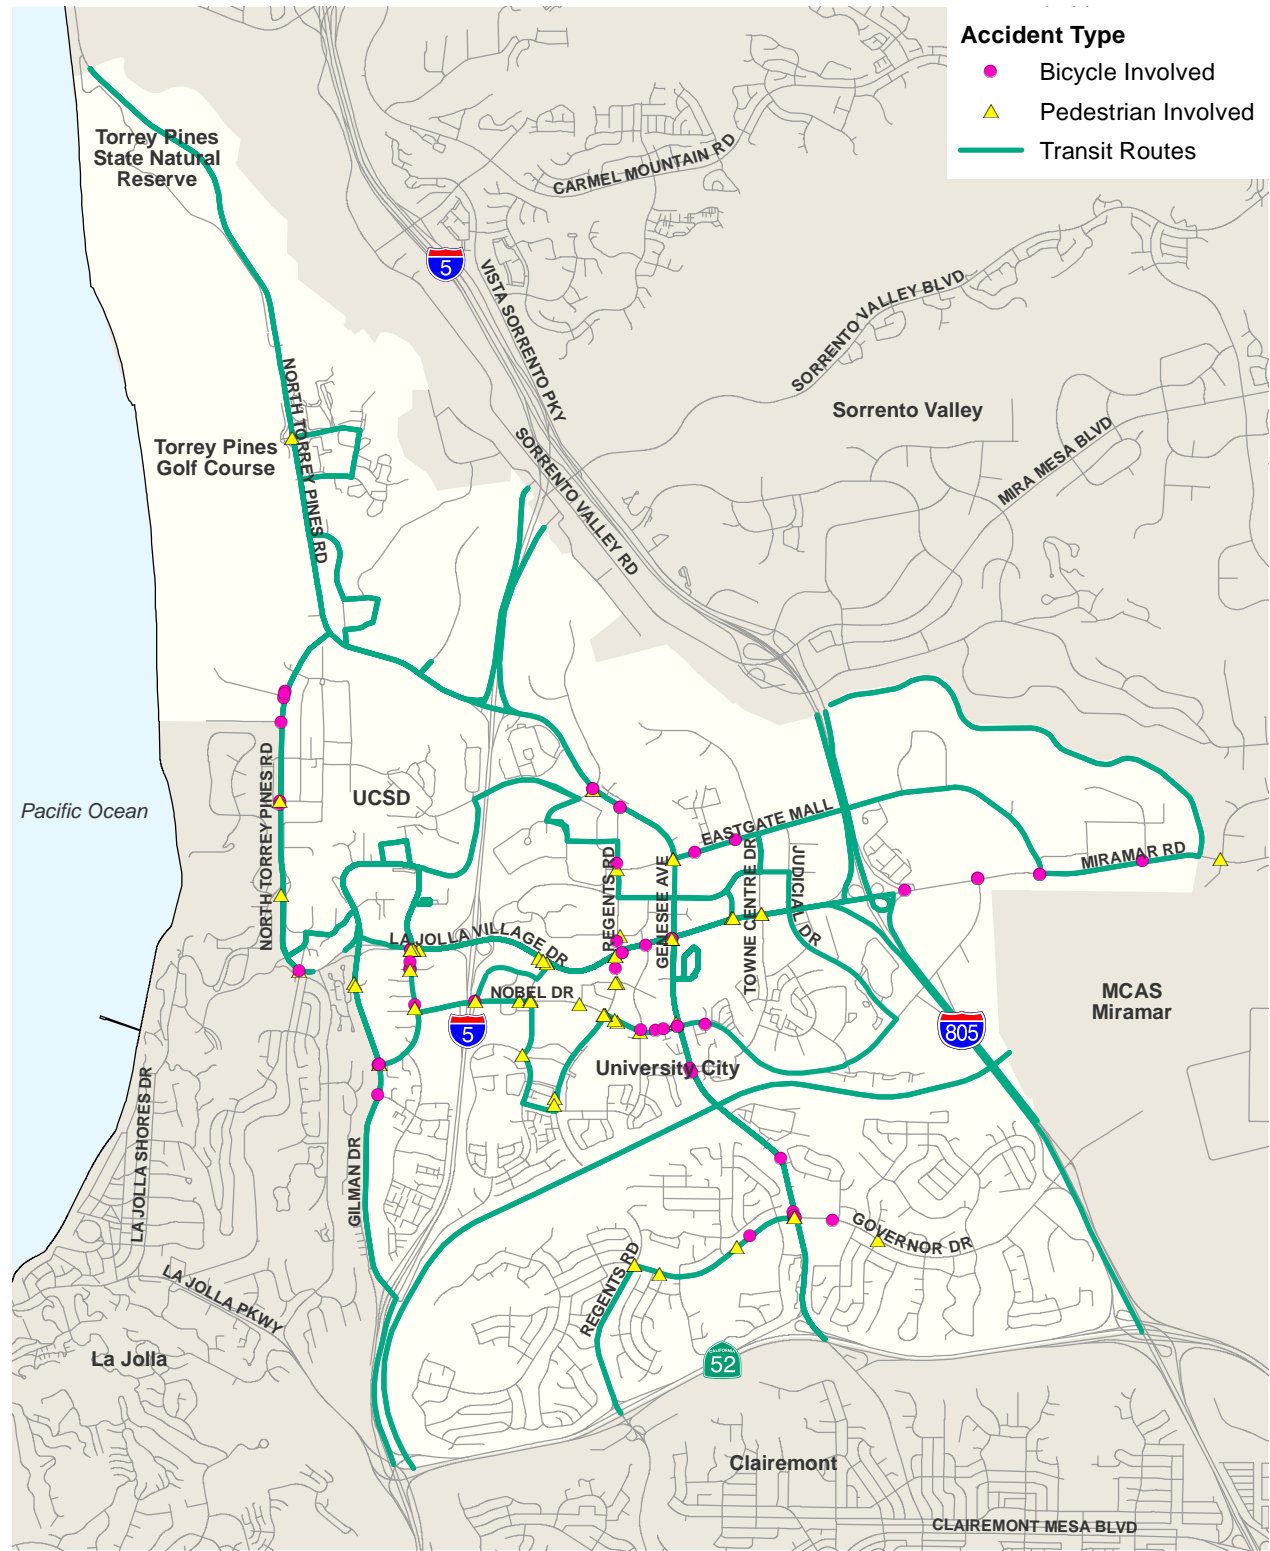 Accident Type
Bicycle Involved
Pedestrian Involved
Transit Routes
Torrey Pines
State Natural
Reserve
CARMEL MOUNTAIN RD
5
VISTA SORRENTO PKY
SORRENTO VALLEY BLVD
NORTH TORREY PINES RD
Sorrento Valley
Torrey Pines
Golf Course
MIRA MESA BLVD
SORRENTO VALLEY RD
NORTH TORREY PINES RD
UCSD
Pacific Ocean
EASTGATE MALL
REGENTS RD
GENESEE AVE
TOWNE CENTRE DR
JUDICIAL DR
MIRAMAR RD
LA JOLLA VILLAGE DR
NOBEL DR
MCAS
Miramar
5
805
University City
LA JOLLA SHORES DR
GILMAN DR
GOVERNOR DR
REGENTS RD
LA JOLLA PKWY
La Jolla
CALIFORNIA
52
Clairemont
CLAIREMONT MESA BLVD